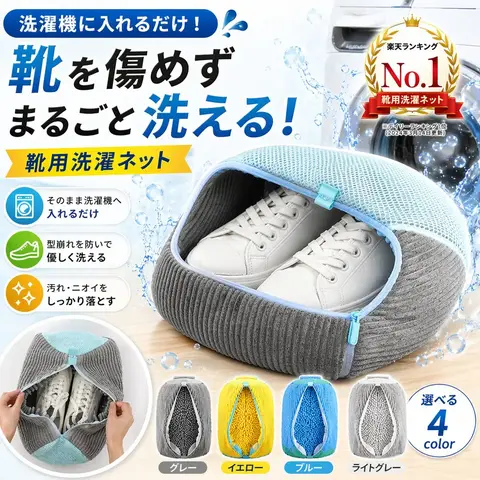 洗濯機に入れるだけ！
靴を傷めず
まるごと洗える！
靴用洗濯ネット
楽天ランキング
No.1
靴用洗濯ネット
そのまま洗濯機へ
入れるだけ
型崩れを防いで
優しく洗える
汚れ・ニオイを
しっかり落とす
グレー
イエロー
ブルー
ライトグレー
選べる
4
color